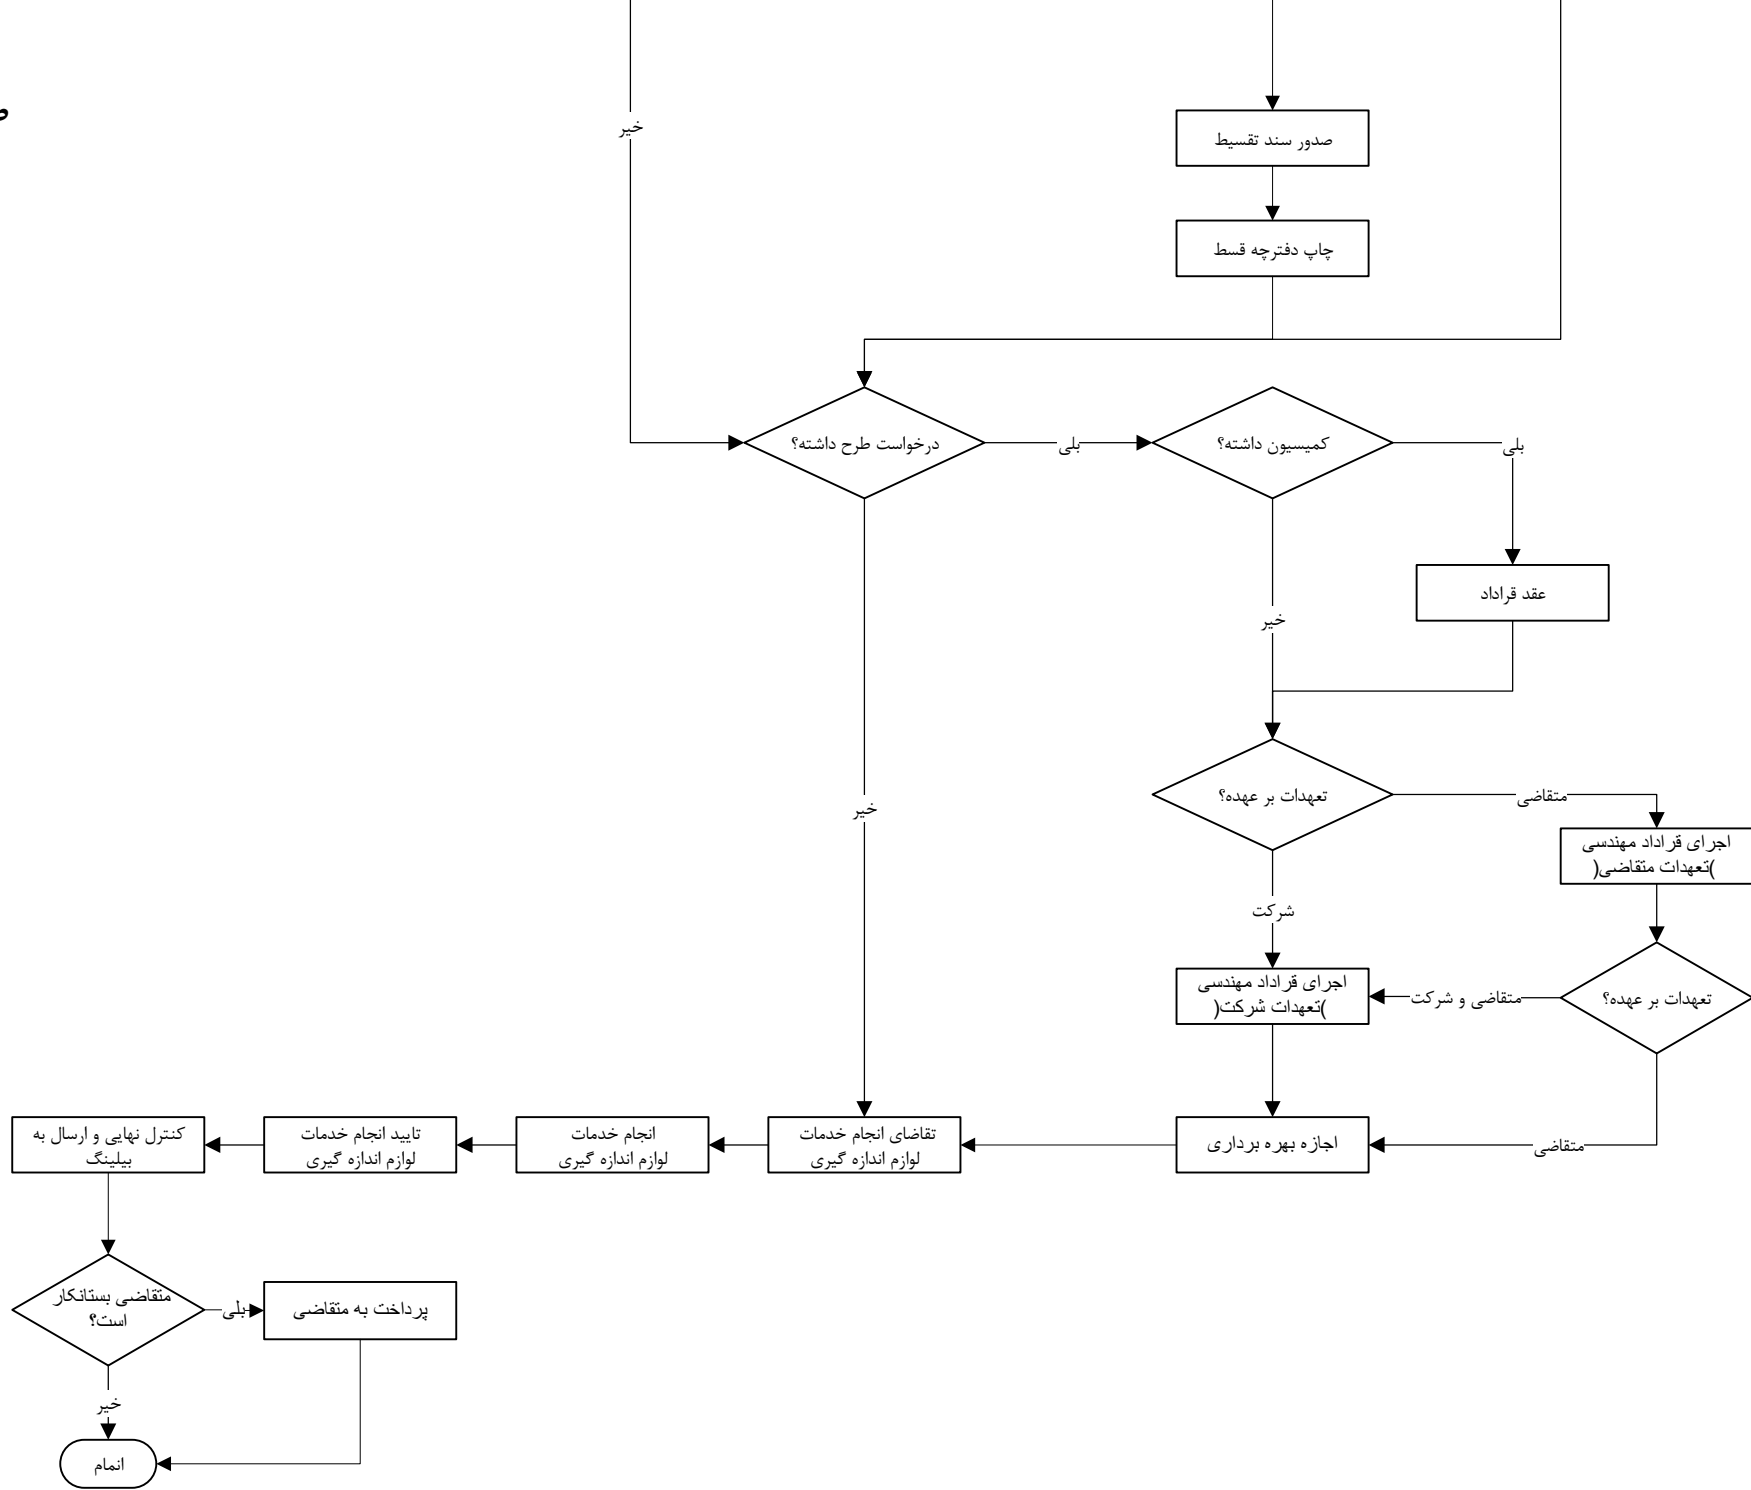 خیر
صدور سند تقسیط
چاپ دفترچه قسط
درخواست طرح داشته؟
بلی
کمیسیون داشته؟
بلی
عقد قراداد
خیر
خیر
تعهدات بر عهده؟
متقاضی
اجرای قراداد مهندسی
)تعهدات متقاضی(
شرکت
اجرای قراداد مهندسی
)تعهدات شرکت(
متقاضی و شرکت
تعهدات بر عهده؟
متقاضی
اجازه بهره برداری
تقاضای انجام خدمات
لوازم اندازه گیری
انجام خدمات
لوازم اندازه گیری
تایید انجام خدمات
لوازم اندازه گیری
کنترل نهایی و ارسال به
بیلینگ
متقاضی بستانکار
است؟
بلی
پرداخت به متقاضی
خیر
اتمام